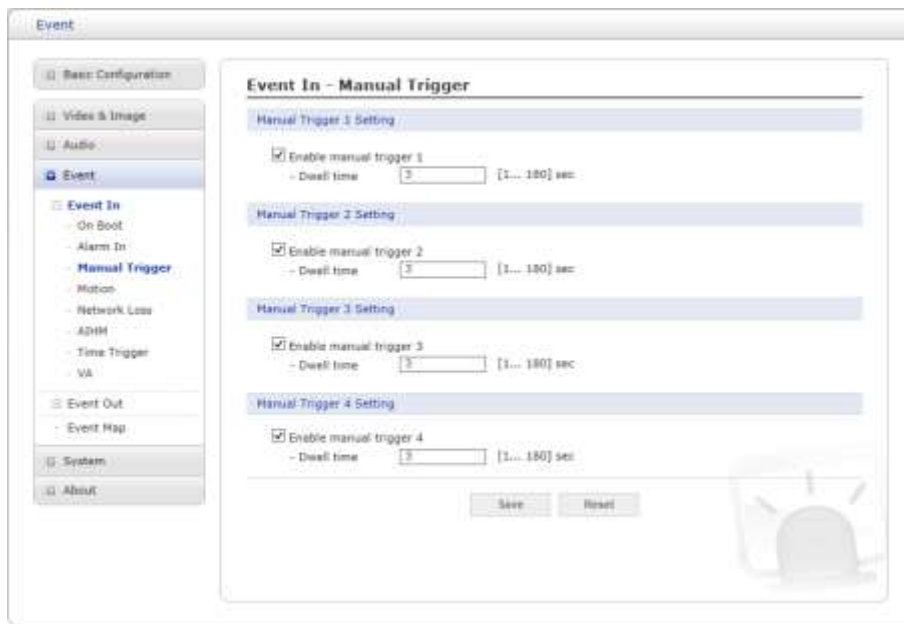 Event
Basic Configuration
Video & Image
Audio
Event
Event In
On Boot
Alarm In
Manual Trigger
Motion
Network Loss
ADHM
Time Trigger
VA
Event Out
Event Map
System
About
Event In - Manual Trigger
Manual Trigger 1 Setting
Enable manual trigger 1
- Dwell time 3 [1... 180] sec
Manual Trigger 2 Setting
Enable manual trigger 2
- Dwell time 3 [1... 180] sec
Manual Trigger 3 Setting
Enable manual trigger 3
- Dwell time 3 [1... 180] sec
Manual Trigger 4 Setting
Enable manual trigger 4
- Dwell time 3 [1... 180] sec
Save Reset